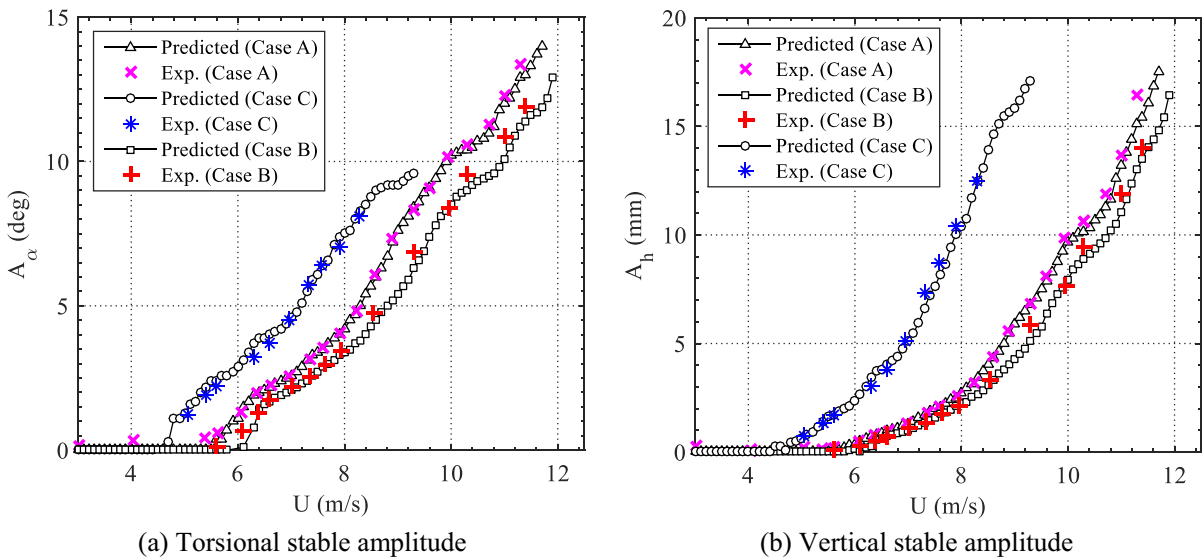 15
10
5
0
A_α (deg)
Predicted (Case A)
Exp. (Case A)
Predicted (Case C)
Exp. (Case C)
Predicted (Case B)
Exp. (Case B)
4 6 8 10 12
U (m/s)
(a) Torsional stable amplitude
20
15
10
5
0
A_h (mm)
Predicted (Case A)
Exp. (Case A)
Predicted (Case B)
Exp. (Case B)
Predicted (Case C)
Exp. (Case C)
4 6 8 10 12
U (m/s)
(b) Vertical stable amplitude